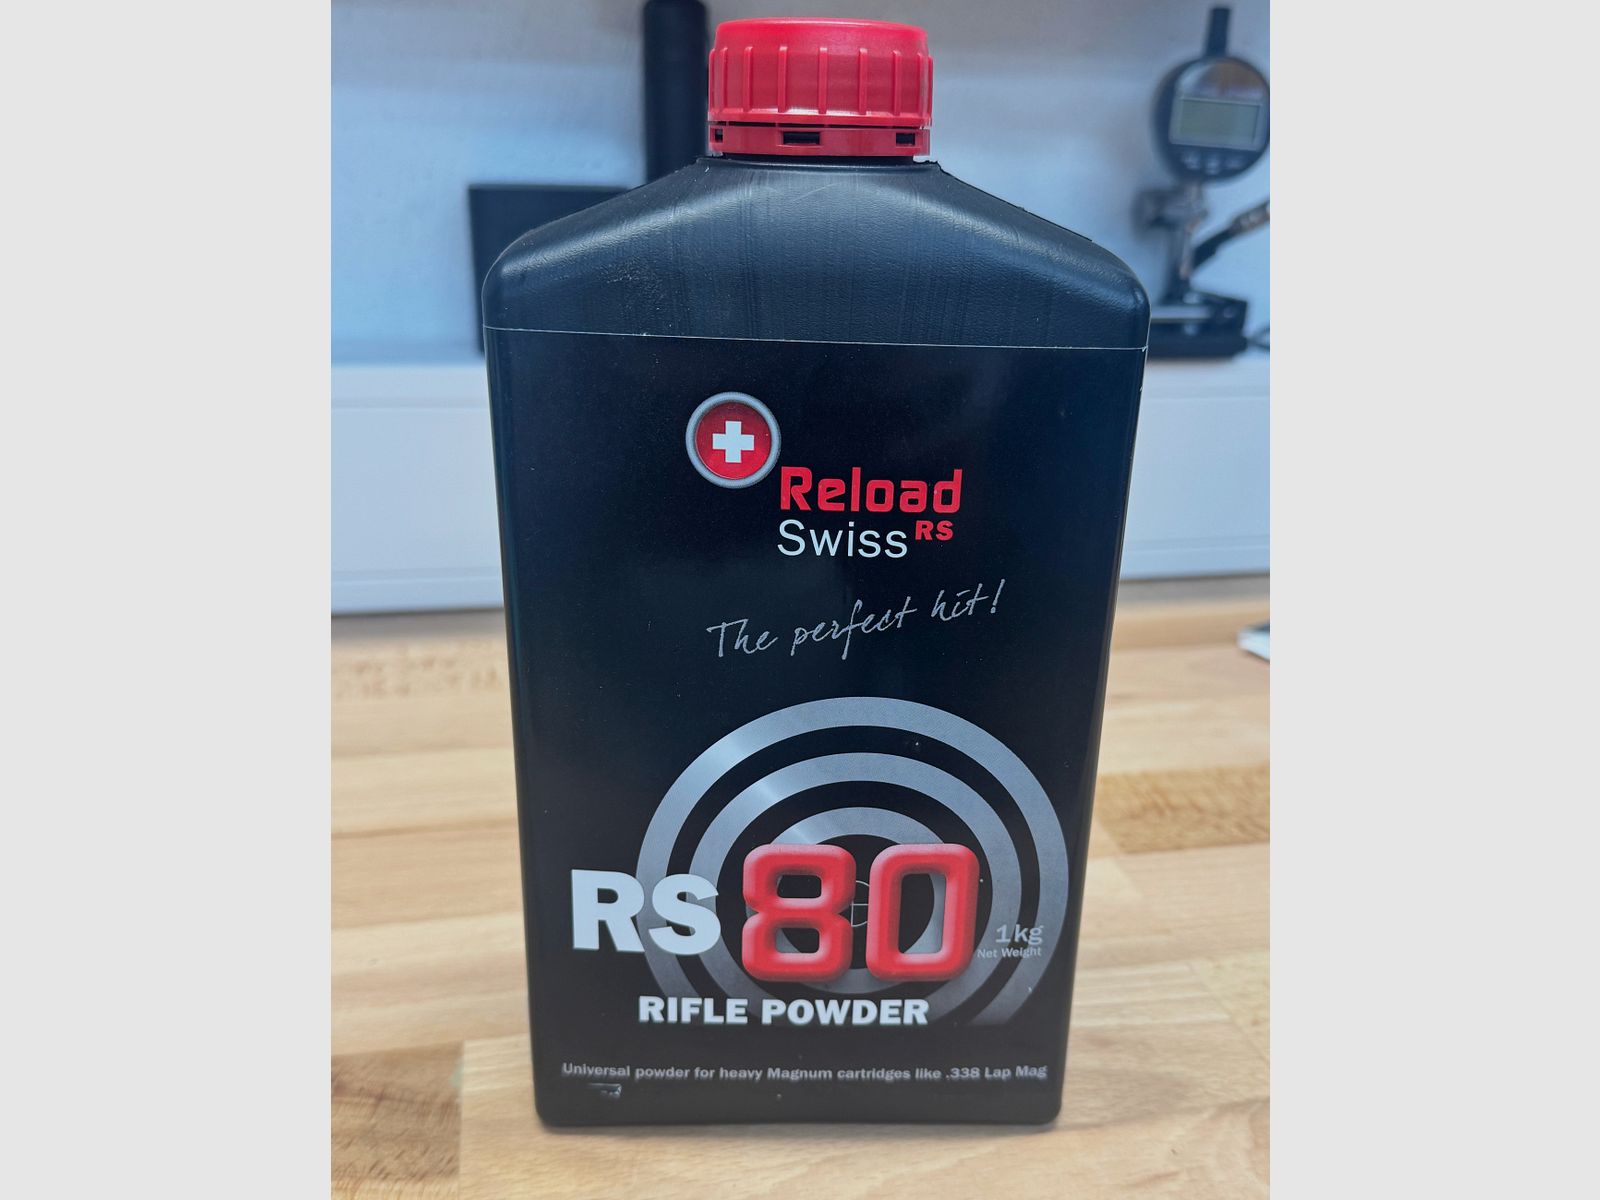 Reload
Swiss RS
The perfect hit!
RS 80
1kg
Net Weight
RIFLE POWDER
Universal powder for heavy Magnum cartridges like .338 Lap Mag